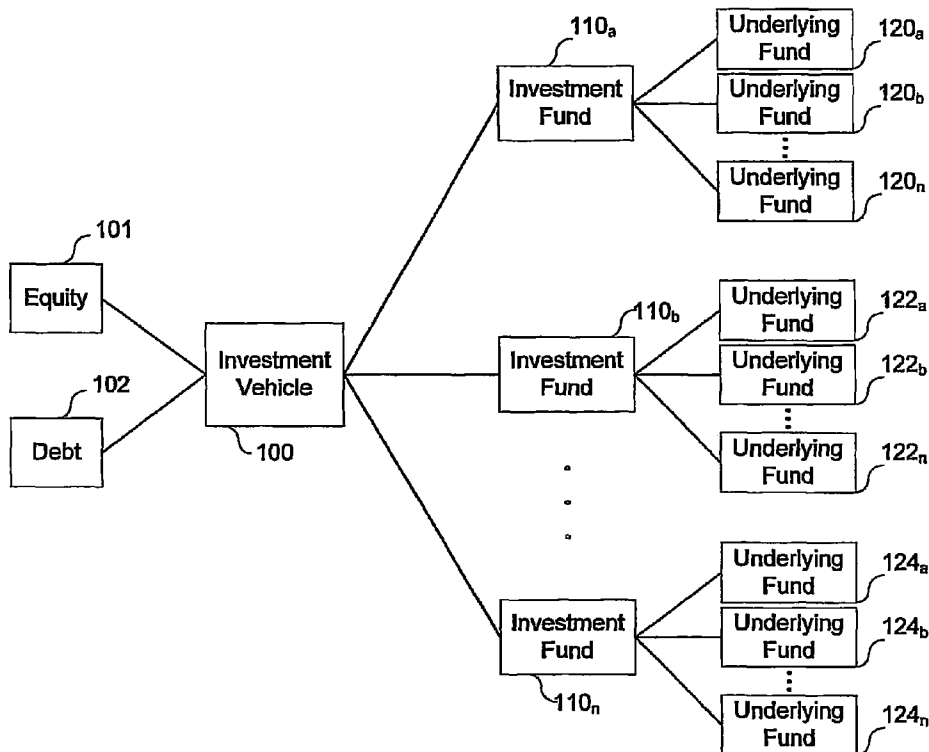 110a
Underlying
Fund
120a
Investment
Fund
Underlying
Fund
120b
Underlying
Fund
120n
101
Equity
102
Debt
Investment
Vehicle
100
110b
Investment
Fund
Underlying
Fund
122a
Underlying
Fund
122b
Underlying
Fund
122n
Investment
Fund
110n
Underlying
Fund
124a
Underlying
Fund
124b
Underlying
Fund
124n